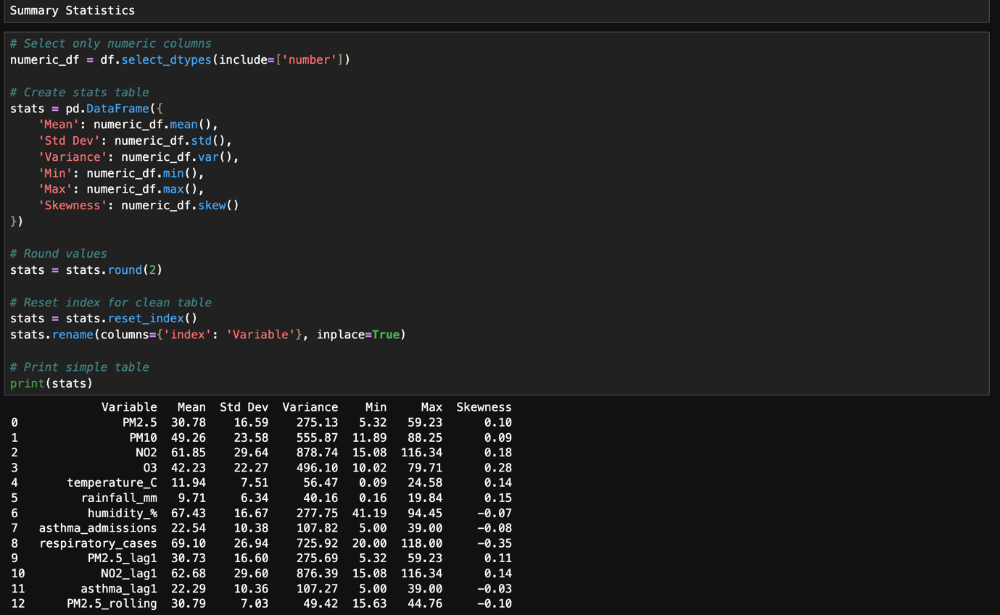 Summary Statistics
# Select only numeric columns
numeric_df = df.select_dtypes(include=['number'])
# Create stats table
stats = pd.DataFrame({
    'Mean': numeric_df.mean(),
    'Std Dev': numeric_df.std(),
    'Variance': numeric_df.var(),
    'Min': numeric_df.min(),
    'Max': numeric_df.max(),
    'Skewness': numeric_df.skew()
})
# Round values
stats = stats.round(2)
# Reset index for clean table
stats = stats.reset_index()
stats.rename(columns={'index': 'Variable'}, inplace=True)
# Print simple table
print(stats)
Variable Mean Std Dev Variance Min Max Skewness
0 PM2.5 30.78 16.59 275.13 5.32 59.23 0.10
1 PM10 49.26 23.58 555.87 11.89 88.25 0.09
2 NO2 61.85 29.64 878.74 15.08 116.34 0.18
3 O3 42.23 22.27 496.10 10.02 79.71 0.28
4 temperature_C 11.94 7.51 56.47 0.09 24.58 0.14
5 rainfall_mm 9.71 6.34 40.16 0.16 19.84 0.15
6 humidity_% 67.43 16.67 277.75 41.19 94.45 -0.07
7 asthma_admissions 22.54 10.38 107.82 5.00 39.00 -0.08
8 respiratory_cases 69.10 26.94 725.92 20.00 118.00 -0.35
9 PM2.5_lag1 30.73 16.60 275.69 5.32 59.23 0.11
10 NO2_lag1 62.68 29.60 876.39 15.08 116.34 0.14
11 asthma_lag1 22.29 10.36 107.27 5.00 39.00 -0.03
12 PM2.5_rolling 30.79 7.03 49.42 15.63 44.76 -0.10